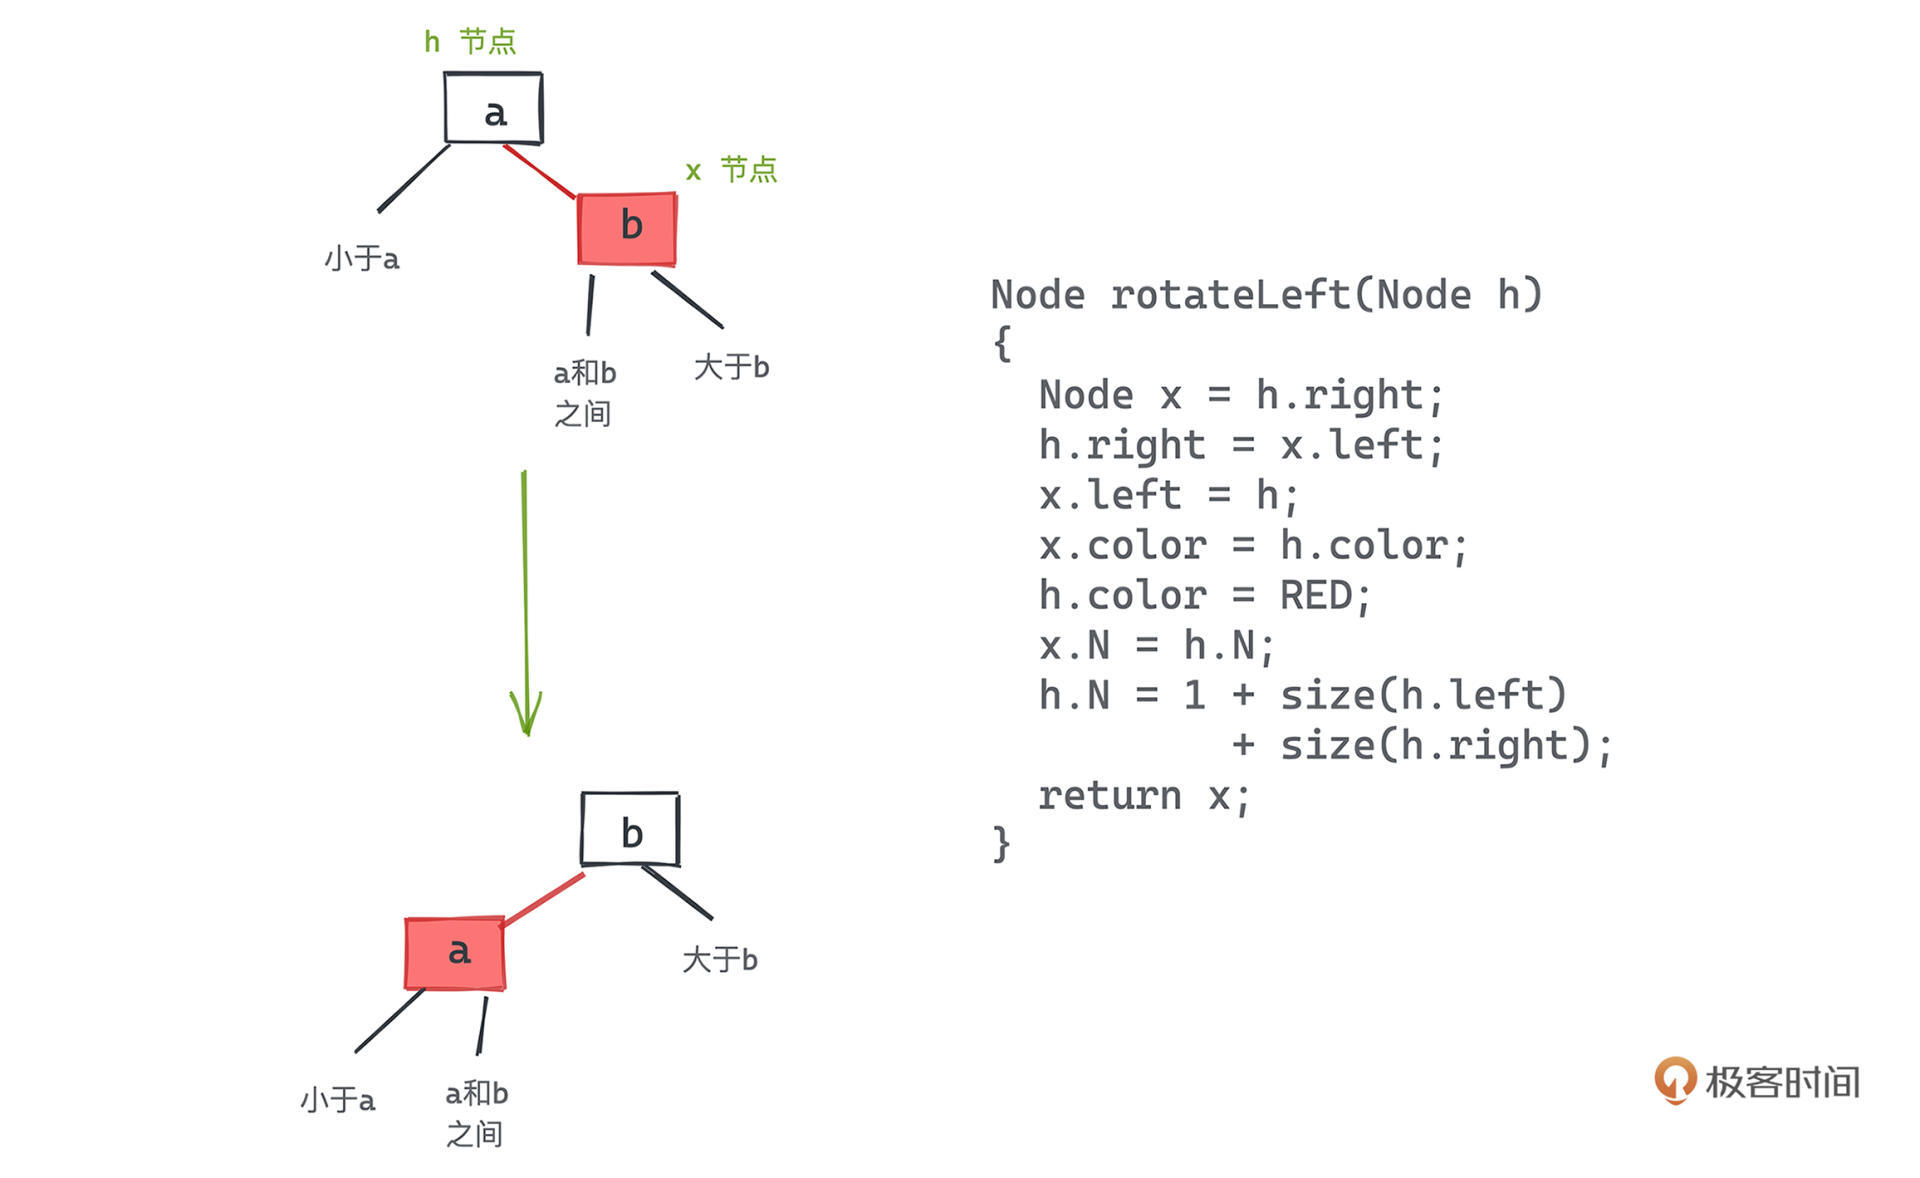 h 节点
a
x 节点
b
小于a
a和b
之间
大于b
b
a
大于b
小于a
a和b
之间
Node rotateLeft(Node h)
{
  Node x = h.right;
  h.right = x.left;
  x.left = h;
  x.color = h.color;
  h.color = RED;
  x.N = h.N;
  h.N = 1 + size(h.left)
          + size(h.right);
  return x;
}
极客时间